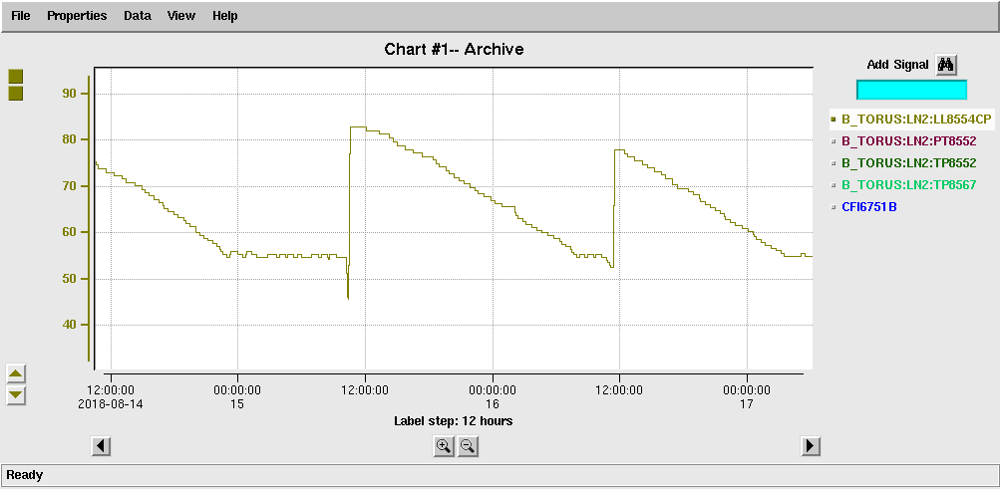 File Properties Data View Help
Chart #1-- Archive
Add Signal
90
80
70
60
50
40
B_TORUS:LN2:LL8554CP
B_TORUS:LN2:PT8552
B_TORUS:LN2:TP8552
B_TORUS:LN2:TP8567
CFI6751B
12:00:00 00:00:00 12:00:00 00:00:00 12:00:00 00:00:00
2018-08-14 15 16 17
Label step: 12 hours
Ready